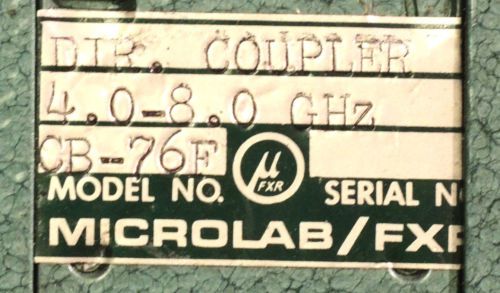 DIR. COUPLER
4.0-8.0 GHz
CB-76F
μ
FXR
MODEL NO. SERIAL N
MICROLAB/FXR